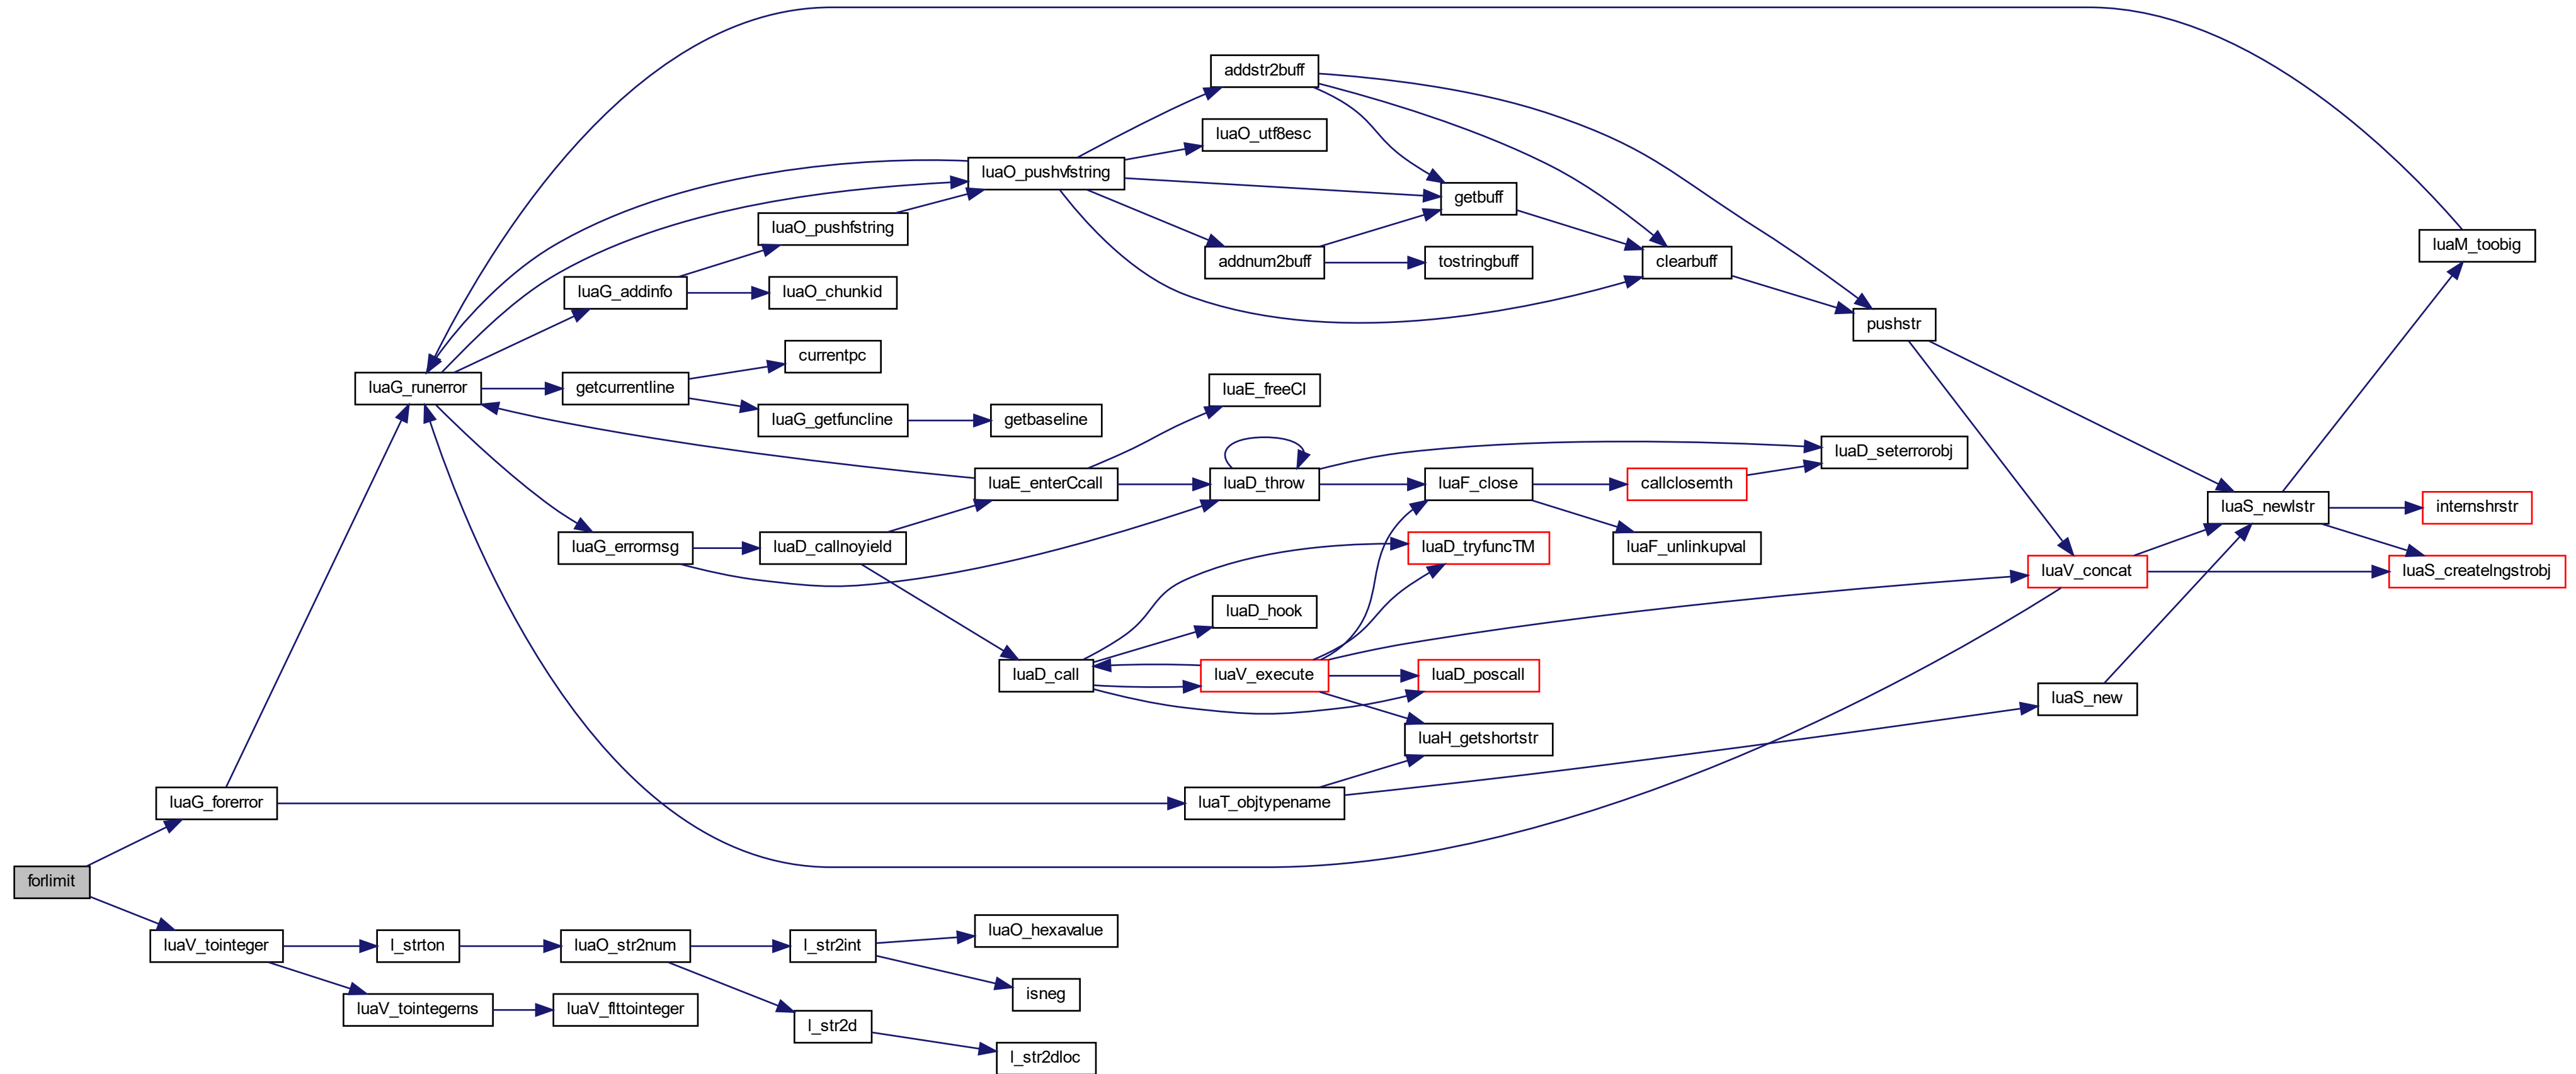 addstr2buff
luaO_utf8esc
luaO_pushvfstring
getbuff
luaO_pushfstring
luaM_toobig
addnum2buff
tostringbuff
clearbuff
luaG_addinfo
luaO_chunkid
pushstr
currentpc
luaG_runerror
getcurrentline
luaE_freeCI
luaG_getfuncline
getbaseline
luaD_seterrorobj
luaE_enterCcall
luaD_throw
luaF_close
callclosemth
luaS_newlstr
internshrstr
luaG_errormsg
luaD_callnoyield
luaD_tryfuncTM
luaF_unlinkupval
luaV_concat
luaS_createlngstrobj
luaD_hook
luaD_call
luaV_execute
luaD_poscall
luaS_new
luaH_getshortstr
luaG_forerror
luaT_objtypename
forlimit
luaV_tointeger
l_strton
luaO_str2num
l_str2int
luaO_hexavalue
isneg
luaV_tointegerns
luaV_flttointeger
l_str2d
l_str2dloc